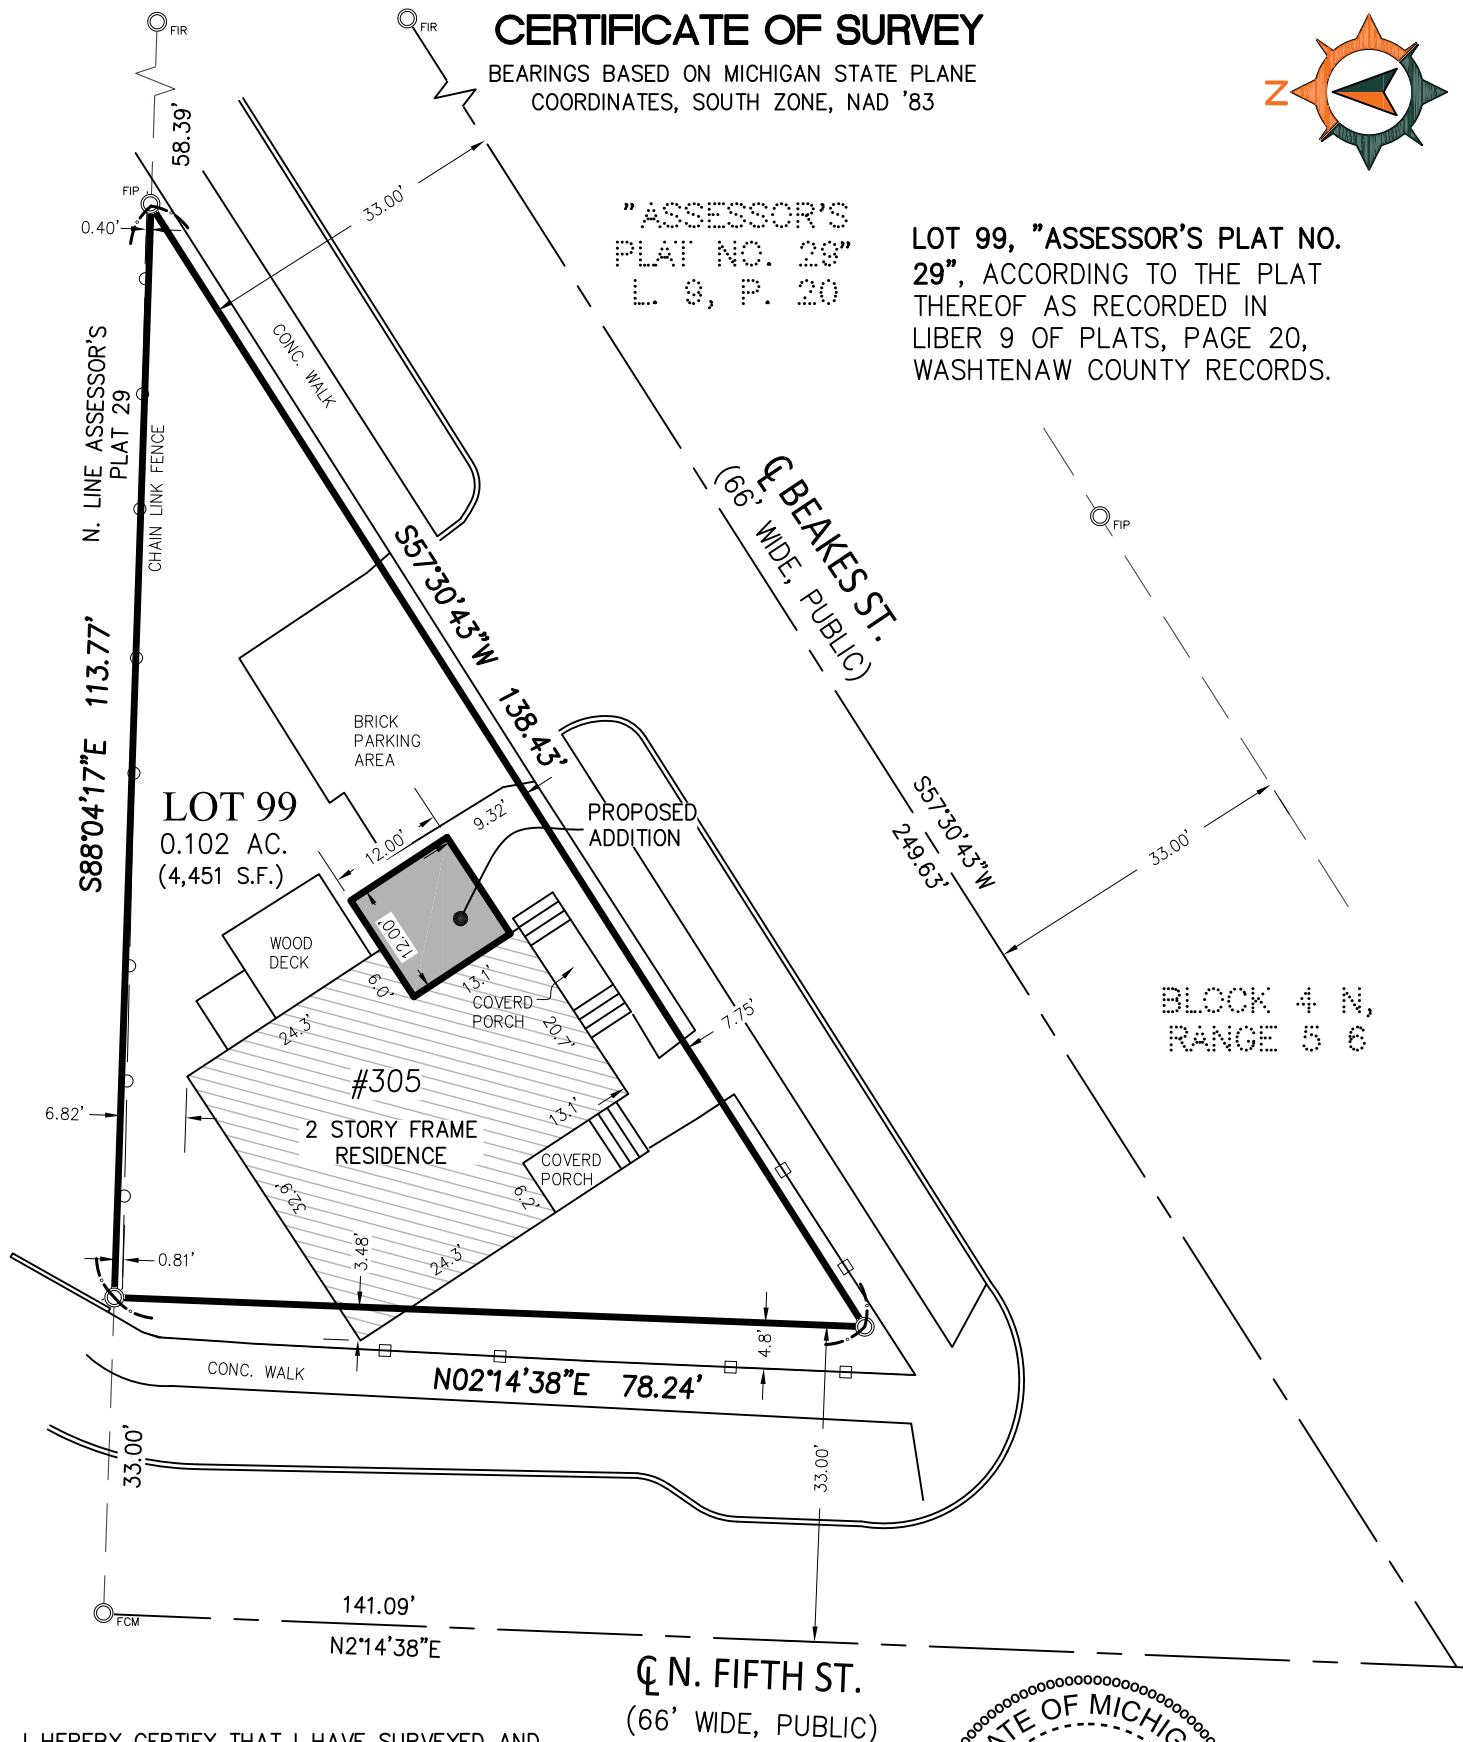 FIR
FIR
CERTIFICATE OF SURVEY
BEARINGS BASED ON MICHIGAN STATE PLANE
COORDINATES, SOUTH ZONE, NAD '83
Z
58.39'
FIP
0.40'
33.00'
"ASSESSOR'S
PLAT NO. 29"
L. 9, P. 20
LOT 99, "ASSESSOR'S PLAT NO.
29", ACCORDING TO THE PLAT
THEREOF AS RECORDED IN
LIBER 9 OF PLATS, PAGE 20,
WASHTENAW COUNTY RECORDS.
N. LINE ASSESSOR'S
PLAT 29
CHAIN LINK FENCE
CONC. WALK
S57°30'43"W 138.43'
℄ BEAKES ST.
(66' WIDE, PUBLIC)
FIP
S88°04'17"E 113.77'
BRICK
PARKING
AREA
LOT 99
0.102 AC.
(4,451 S.F.)
12.00'
9.32'
PROPOSED
ADDITION
S57°30'43"W
249.63'
33.00'
WOOD
DECK
12.00'
9.0'
13.1'
COVERD
PORCH
20.7'
7.75'
24.3'
BLOCK 4 N,
RANGE 5 6
#305
2 STORY FRAME
RESIDENCE
13.1'
COVERD
PORCH
6.2'
6.82'
32.9'
3.48'
24.3'
0.81'
4.8'
CONC. WALK
N02°14'38"E 78.24'
33.00'
33.00'
FCM
141.09'
N2°14'38"E
℄ N. FIFTH ST.
(66' WIDE, PUBLIC)
I HEREBY CERTIFY THAT I HAVE SURVEYED AND
ATE OF MICHIG